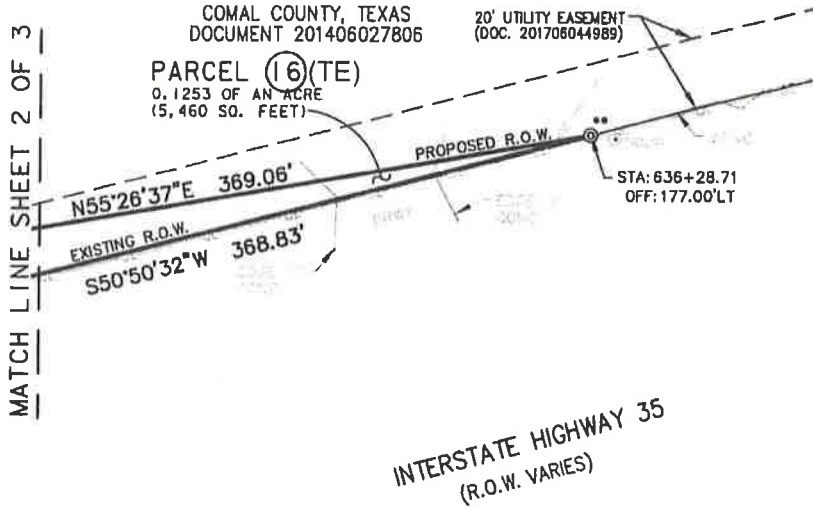 MATCH LINE SHEET 2 OF 3
COMAL COUNTY, TEXAS
DOCUMENT 201406027806
PARCEL 16 (TE)
0.1253 OF AN ACRE
(5,460 SQ. FEET)
20' UTILITY EASEMENT
(DOC. 201706044989)
PROPOSED R.O.W.
N55°26'37"E 369.06'
EXISTING R.O.W.
S50°50'32"W 368.83'
STA: 636+28.71
OFF: 177.00'LT
INTERSTATE HIGHWAY 35
(R.O.W. VARIES)